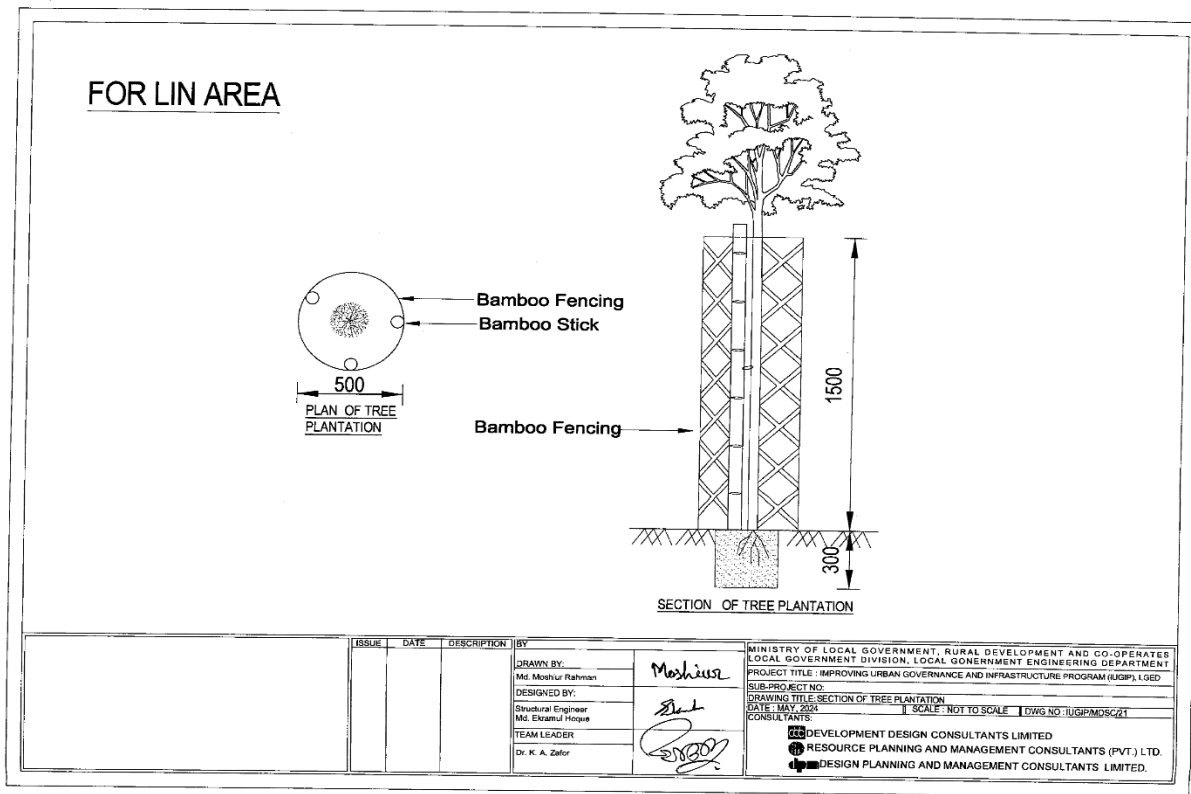 FOR LIN AREA
Bamboo Fencing
Bamboo Stick
500
PLAN OF TREE
PLANTATION
Bamboo Fencing
1500
300
SECTION OF TREE PLANTATION
ISSUE DATE DESCRIPTION BY
DRAWN BY:
Md. Moshiur Rahman
DESIGNED BY:
Structural Engineer
Md. Ekramul Hoque
TEAM LEADER
Dr. K. A. Zafor
Moshiur
MINISTRY OF LOCAL GOVERNMENT, RURAL DEVELOPMENT AND CO-OPERATES
LOCAL GOVERNMENT DIVISION, LOCAL GONERNMENT ENGINEERING DEPARTMENT
PROJECT TITLE : IMPROVING URBAN GOVERNANCE AND INFRASTRUCTURE PROGRAM (IUGIP), LGED
SUB-PROJECT NO:
DRAWING TITLE: SECTION OF TREE PLANTATION
DATE : MAY, 2024 SCALE : NOT TO SCALE DWG NO : IUGIP/MDSC/21
CONSULTANTS:
DEVELOPMENT DESIGN CONSULTANTS LIMITED
RESOURCE PLANNING AND MANAGEMENT CONSULTANTS (PVT.) LTD.
dpm DESIGN PLANNING AND MANAGEMENT CONSULTANTS LIMITED.